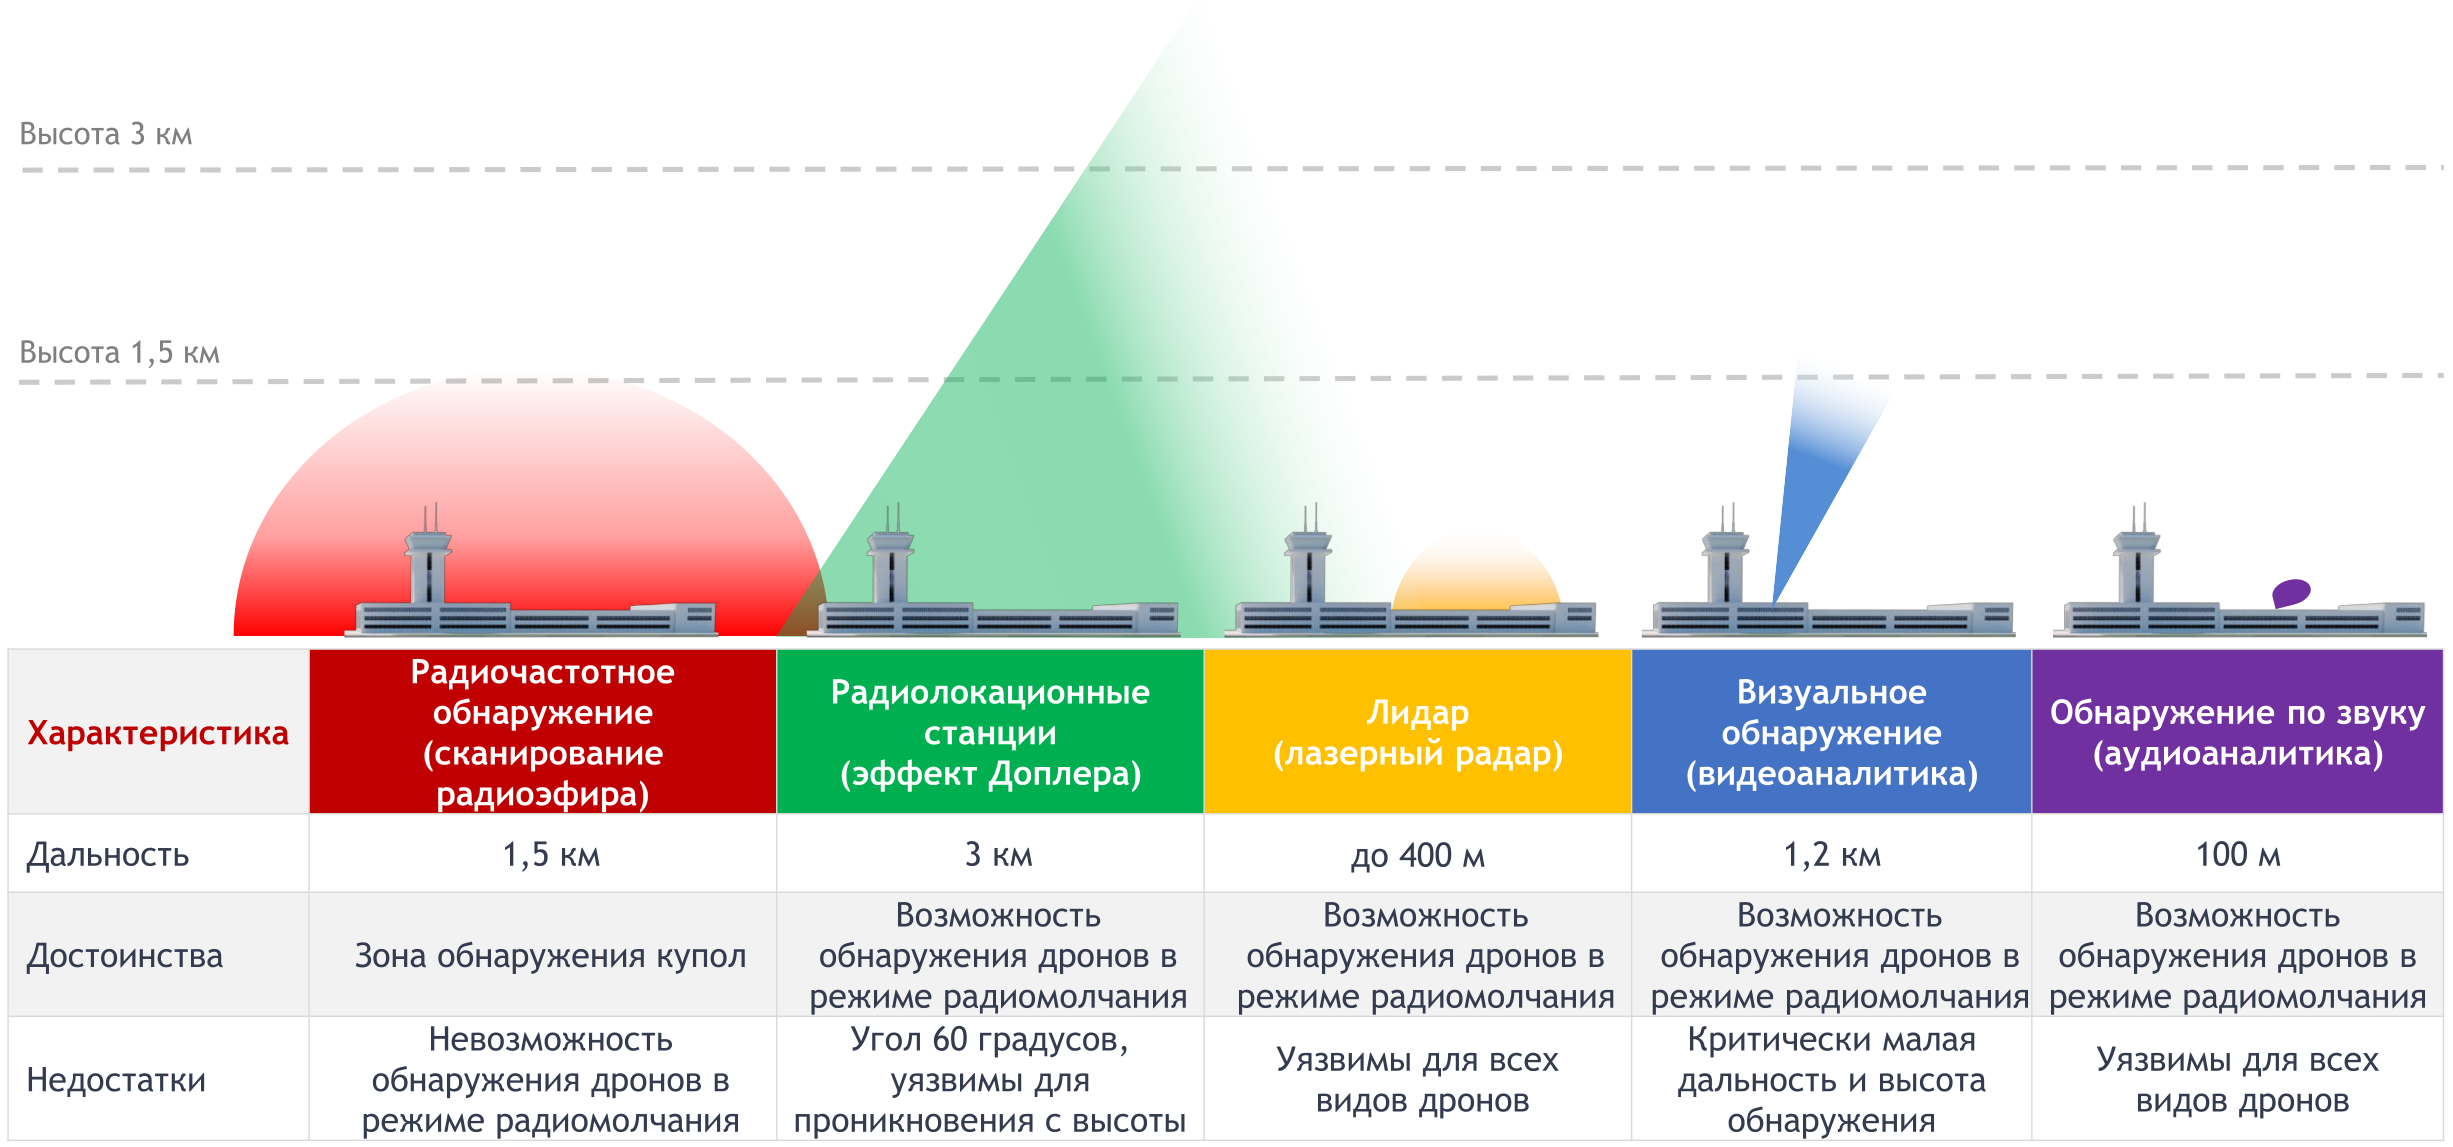 Высота 3 км
Высота 1,5 км
Характеристика
Радиочастотное
обнаружение
(сканирование
радиоэфира)
Радиолокационные
станции
(эффект Доплера)
Лидар
(лазерный радар)
Визуальное
обнаружение
(видеоаналитика)
Обнаружение по звуку
(аудиоаналитика)
Дальность
1,5 км
3 км
до 400 м
1,2 км
100 м
Достоинства
Зона обнаружения купол
Возможность
обнаружения дронов в
режиме радиомолчания
Возможность
обнаружения дронов в
режиме радиомолчания
Возможность
обнаружения дронов в
режиме радиомолчания
Возможность
обнаружения дронов в
режиме радиомолчания
Недостатки
Невозможность
обнаружения дронов в
режиме радиомолчания
Угол 60 градусов,
уязвимы для
проникновения с высоты
Уязвимы для всех
видов дронов
Критически малая
дальность и высота
обнаружения
Уязвимы для всех
видов дронов